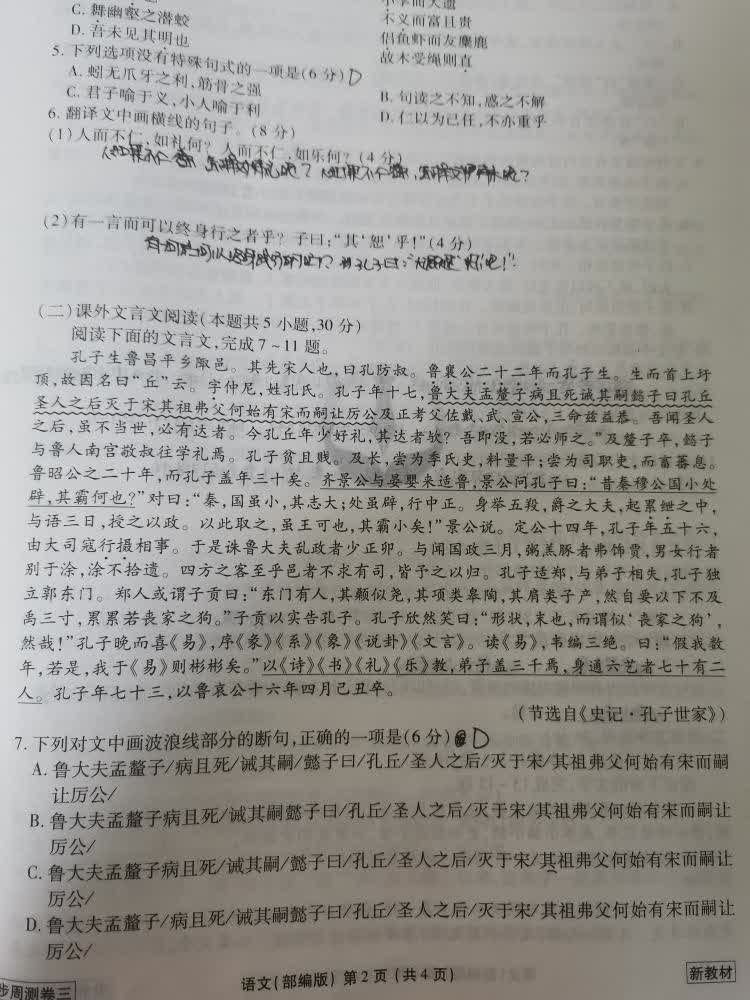 小学而大遗
C. 舞幽壑之潜蛟
不义而富且贵
D. 吾未见其明也
侣鱼虾而友麋鹿
故木受绳则直
5. 下列选项没有特殊句式的一项是(6分) D
A. 蚓无爪牙之利,筋骨之强
B. 句读之不知,惑之不解
C. 君子喻于义,小人喻于利
D. 仁以为己任,不亦重乎
6. 翻译文中画横线的句子。(8分)
(1)人而不仁,如礼何?人而不仁,如乐何?(4分)
(2)有一言而可以终身行之者乎?子曰:“其‘恕’乎!”(4分)
(二)课外文言文阅读(本题共5小题,30分)
阅读下面的文言文,完成7~11题。
孔子生鲁昌平乡陬邑。其先宋人也,曰孔防叔。鲁襄公二十二年而孔子生。生而首上圩
顶,故因名曰“丘”云。字仲尼,姓孔氏。孔子年十七,鲁大夫孟釐子病且死诫其嗣懿子曰孔丘
圣人之后灭于宋其祖弗父何始有宋而嗣让厉公及正考父佐戴、武、宣公,三命兹益恭。吾闻圣人
之后,虽不当世,必有达者。今孔丘年少好礼,其达者欤?吾即没,若必师之。”及釐子卒,懿子
与鲁人南宫敬叔往学礼焉。孔子贫且贱。及长,尝为季氏史,料量平;尝为司职吏,而畜蕃息。
鲁昭公之二十年,而孔子盖年三十矣。齐景公与晏婴来适鲁,景公问孔子曰:“昔秦穆公国小处
辟,其霸何也?”对曰:“秦,国虽小,其志大;处虽辟,行中正。身举五羖,爵之大夫,起累绁之中,
与语三日,授之以政。以此取之,虽王可也,其霸小矣!”景公说。定公十四年,孔子年五十六,
由大司寇行摄相事。于是诛鲁大夫乱政者少正卯。与闻国政三月,粥羔豚者弗饰贾,男女行者
别于涂,涂不拾遗。四方之客至乎邑者不求有司,皆予之以归。孔子适郑,与弟子相失,孔子独
立郭东门。郑人或谓子贡曰:“东门有人,其颡似尧,其项类皋陶,其肩类子产,然自要以下不及
禹三寸,累累若丧家之狗。”子贡以实告孔子。孔子欣然笑曰:“形状,末也,而谓似‘丧家之狗’,
然哉!”孔子晚而喜《易》,序《彖》《系》《象》《说卦》《文言》。读《易》,韦编三绝。曰:“假我数
年,若是,我于《易》则彬彬矣。”以《诗》《书》《礼》《乐》教,弟子盖三千焉,身通六艺者七十有二
人。孔子年七十三,以鲁哀公十六年四月己丑卒。
(节选自《史记·孔子世家》)
7. 下列对文中画波浪线部分的断句,正确的一项是(6分) D
A. 鲁大夫孟釐子/病且死/诫其嗣/懿子曰/孔丘/圣人之后/灭于宋/其祖弗父何始有宋而嗣
让厉公/
B. 鲁大夫孟釐子病且死/诫其嗣懿子曰/孔丘/圣人之后/灭于宋/其祖弗父何始有宋而嗣让
厉公/
C. 鲁大夫孟釐子病且死/诫其嗣/懿子曰/孔丘/圣人之后/灭于宋/其祖弗父何始有宋而嗣让
厉公/
D. 鲁大夫孟釐子/病且死/诫其嗣懿子曰/孔丘/圣人之后/灭于宋/其祖弗父何始有宋而嗣让
厉公/
步周测卷三
语文(部编版) 第2页(共4页)
新教材